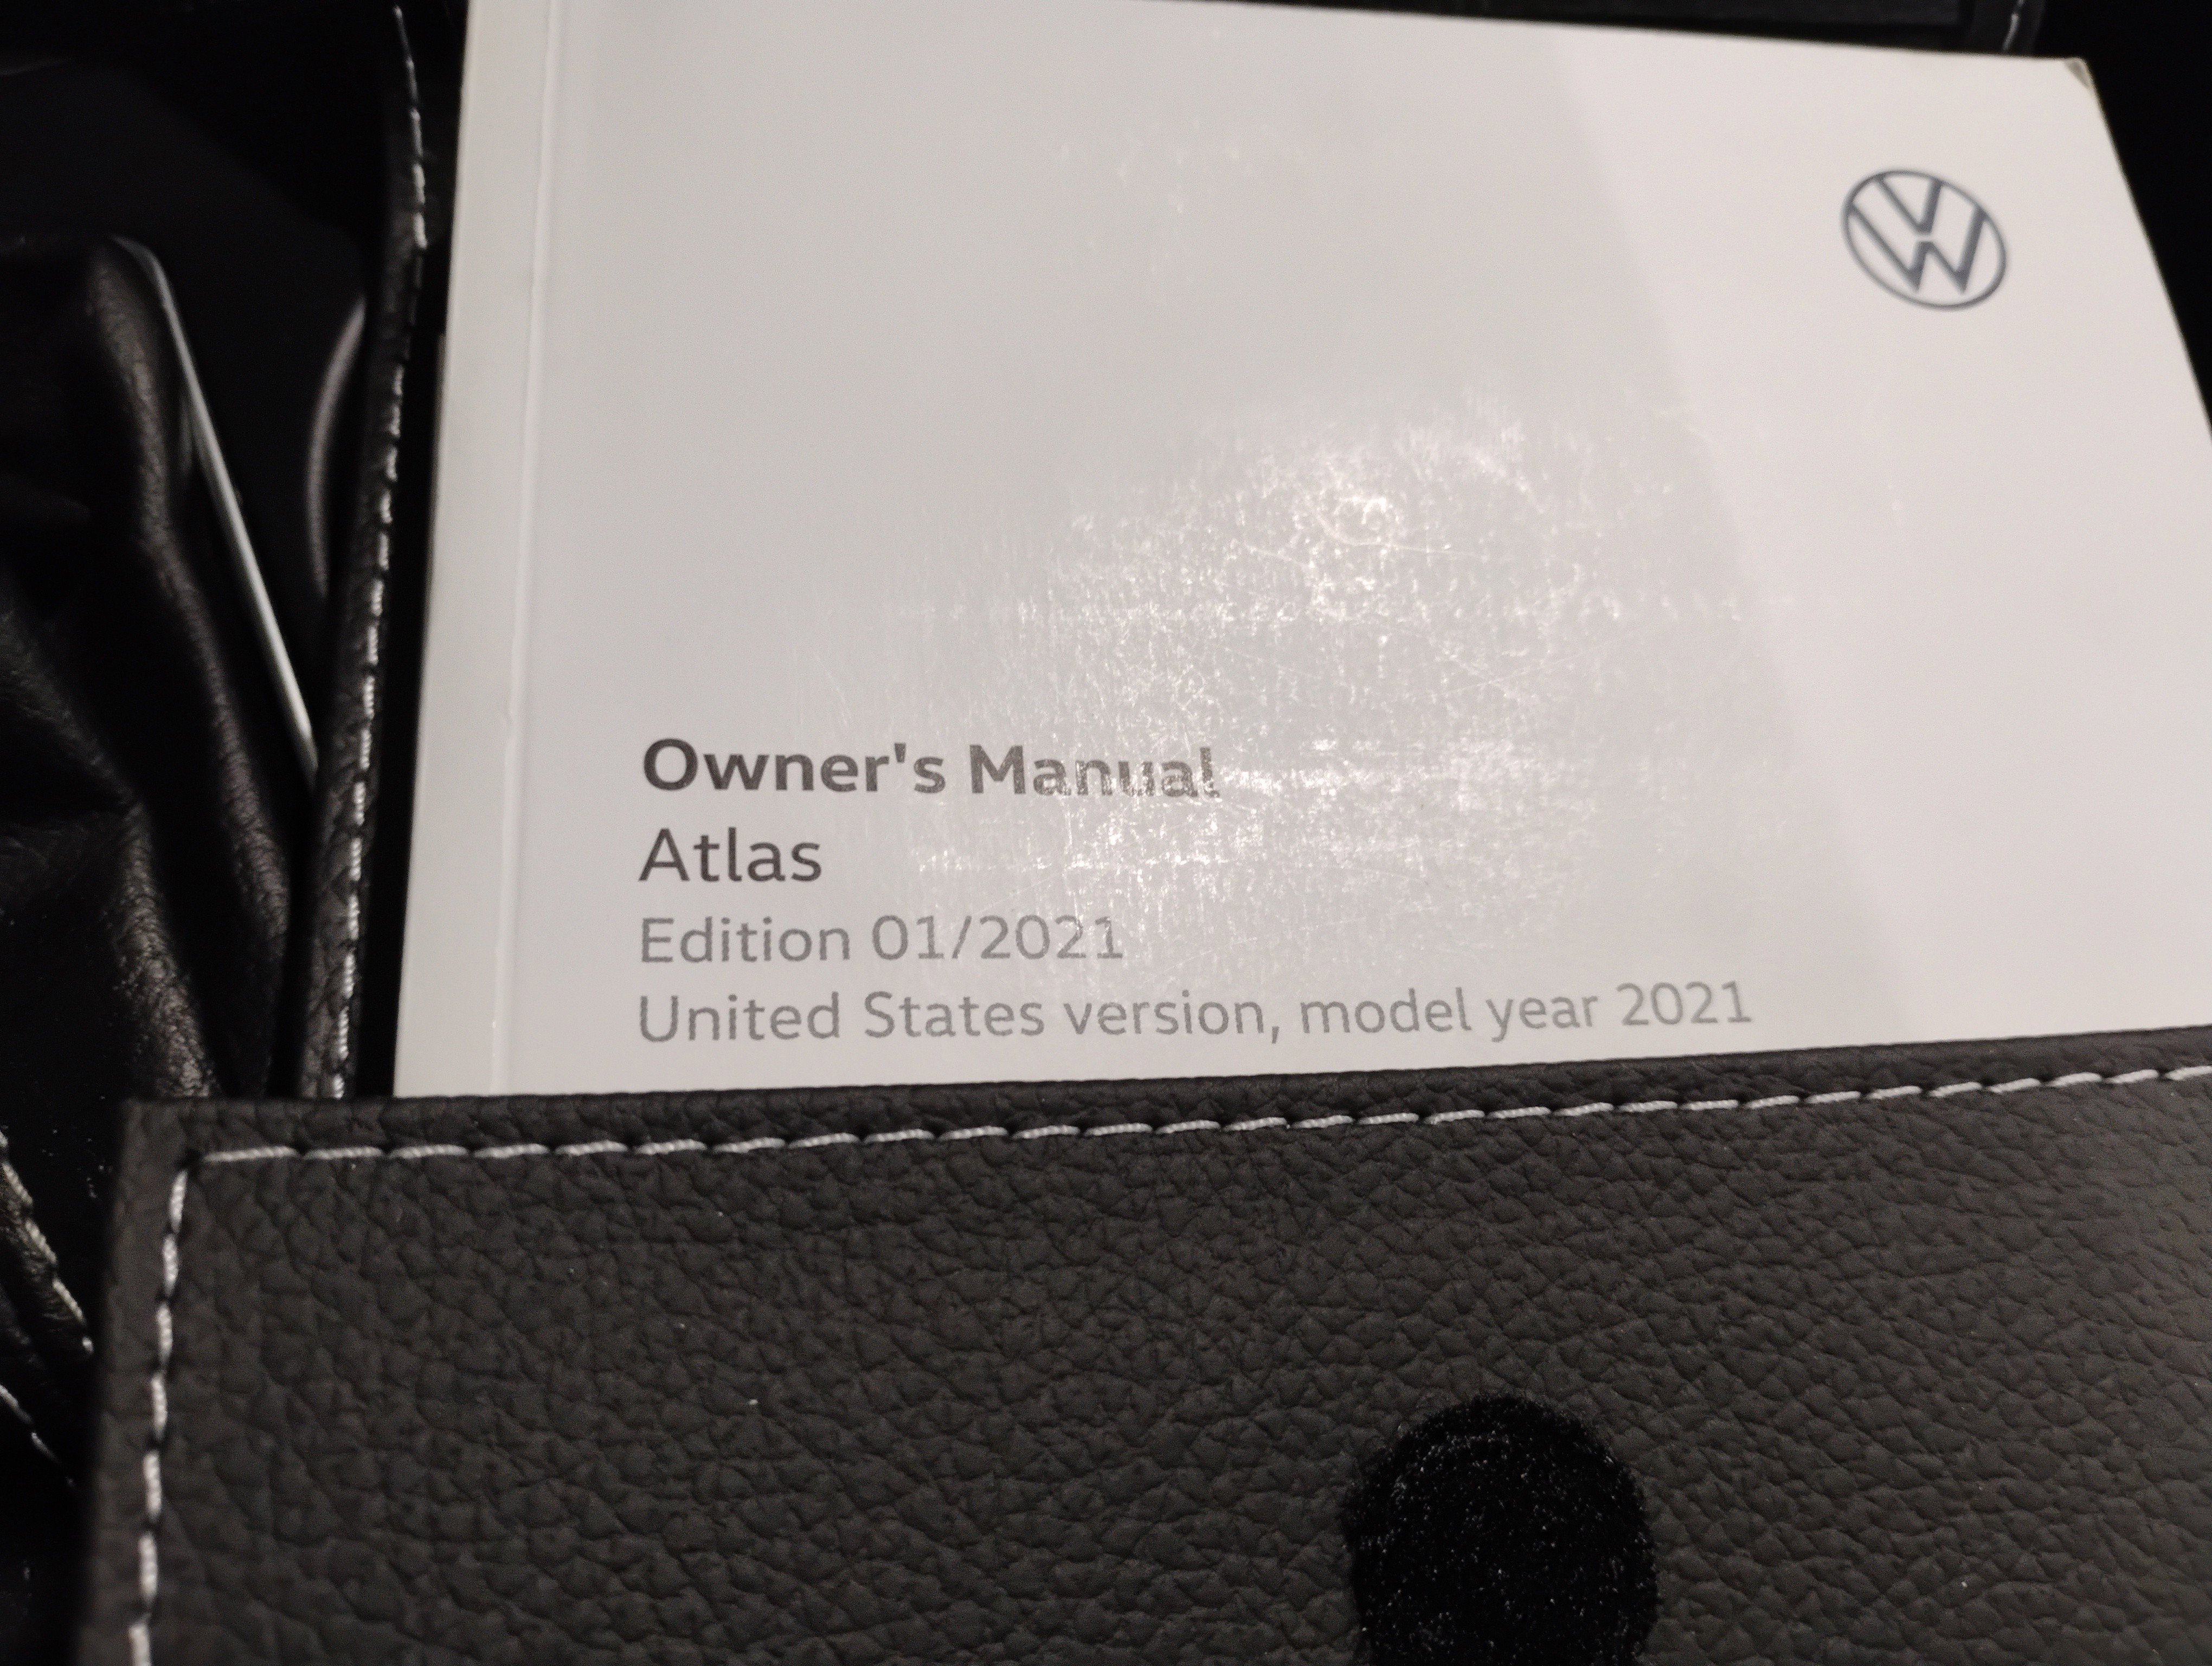 Owner's Manual
Atlas
Edition 01/2021
United States version, model year 2021